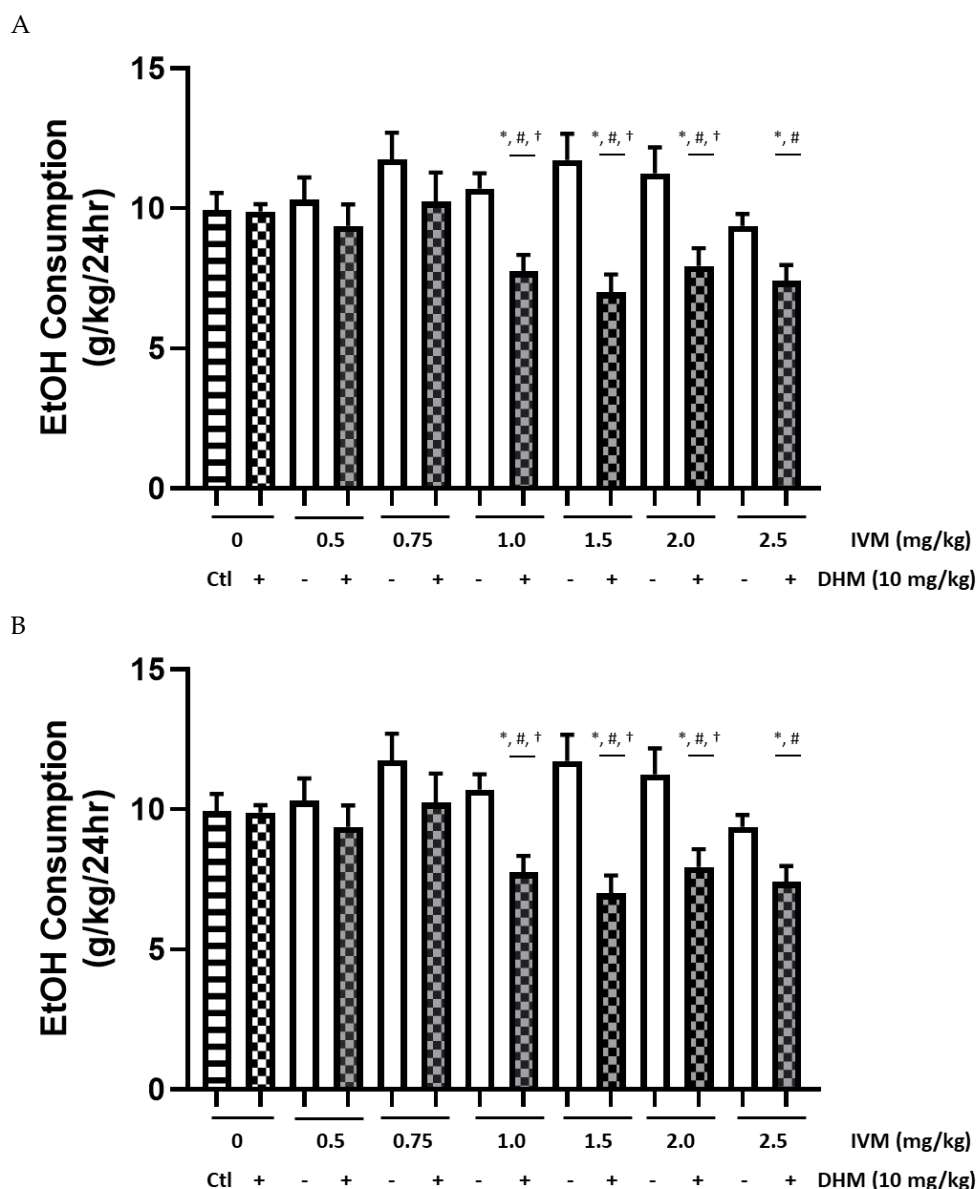 A
15
*, #, † *, #, † *, #, † *, #
10
5
0
EtOH Consumption
(g/kg/24hr)
0 0.5 0.75 1.0 1.5 2.0 2.5 IVM (mg/kg)
Ctl + - + - + - + - + - + - + DHM (10 mg/kg)
B
15
*, #, † *, #, † *, #, † *, #
10
5
0
EtOH Consumption
(g/kg/24hr)
0 0.5 0.75 1.0 1.5 2.0 2.5 IVM (mg/kg)
Ctl + - + - + - + - + - + - + DHM (10 mg/kg)